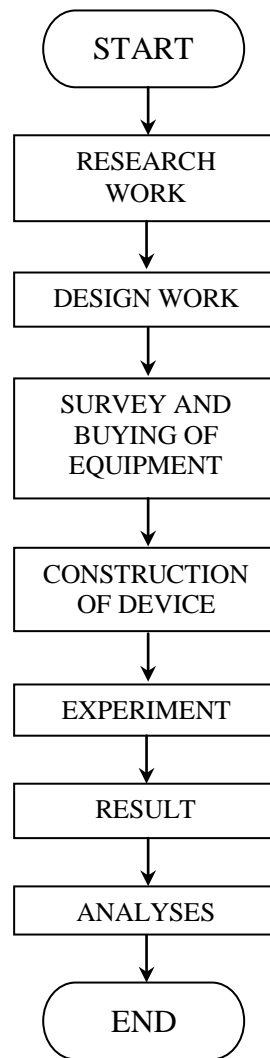 START
RESEARCH
WORK
DESIGN WORK
SURVEY AND
BUYING OF
EQUIPMENT
CONSTRUCTION
OF DEVICE
EXPERIMENT
RESULT
ANALYSES
END